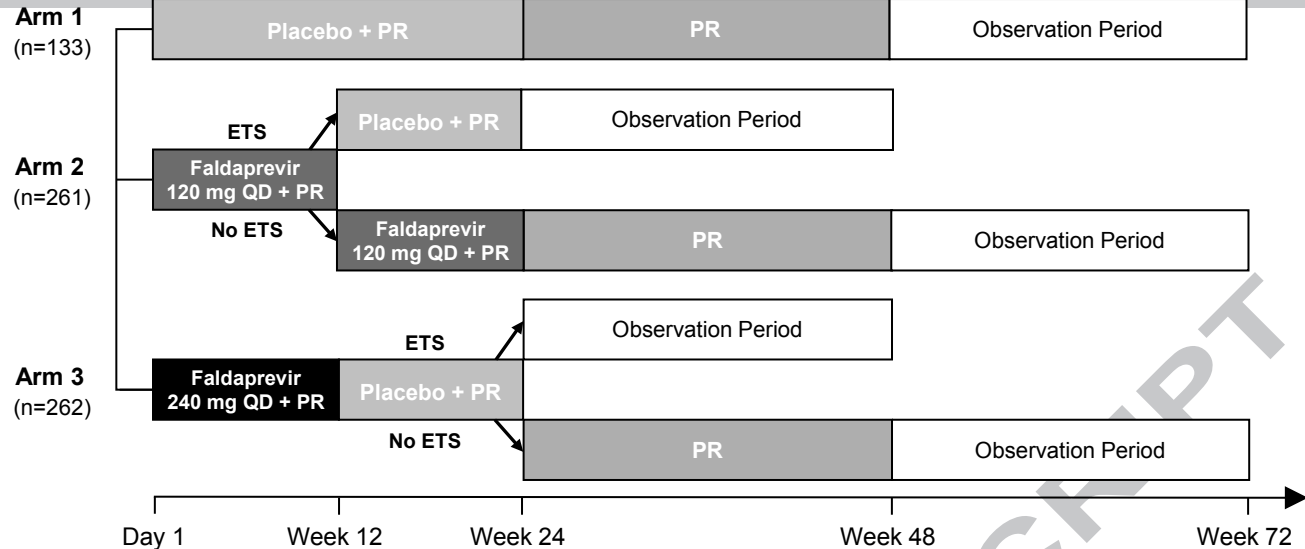 Arm 1
(n=133)
Placebo + PR
PR
Observation Period
ETS
Placebo + PR
Observation Period
Arm 2
(n=261)
Faldaprevir
120 mg QD + PR
No ETS
Faldaprevir
120 mg QD + PR
PR
Observation Period
ETS
Observation Period
Arm 3
(n=262)
Faldaprevir
240 mg QD + PR
Placebo + PR
No ETS
PR
Observation Period
Day 1
Week 12
Week 24
Week 48
Week 72